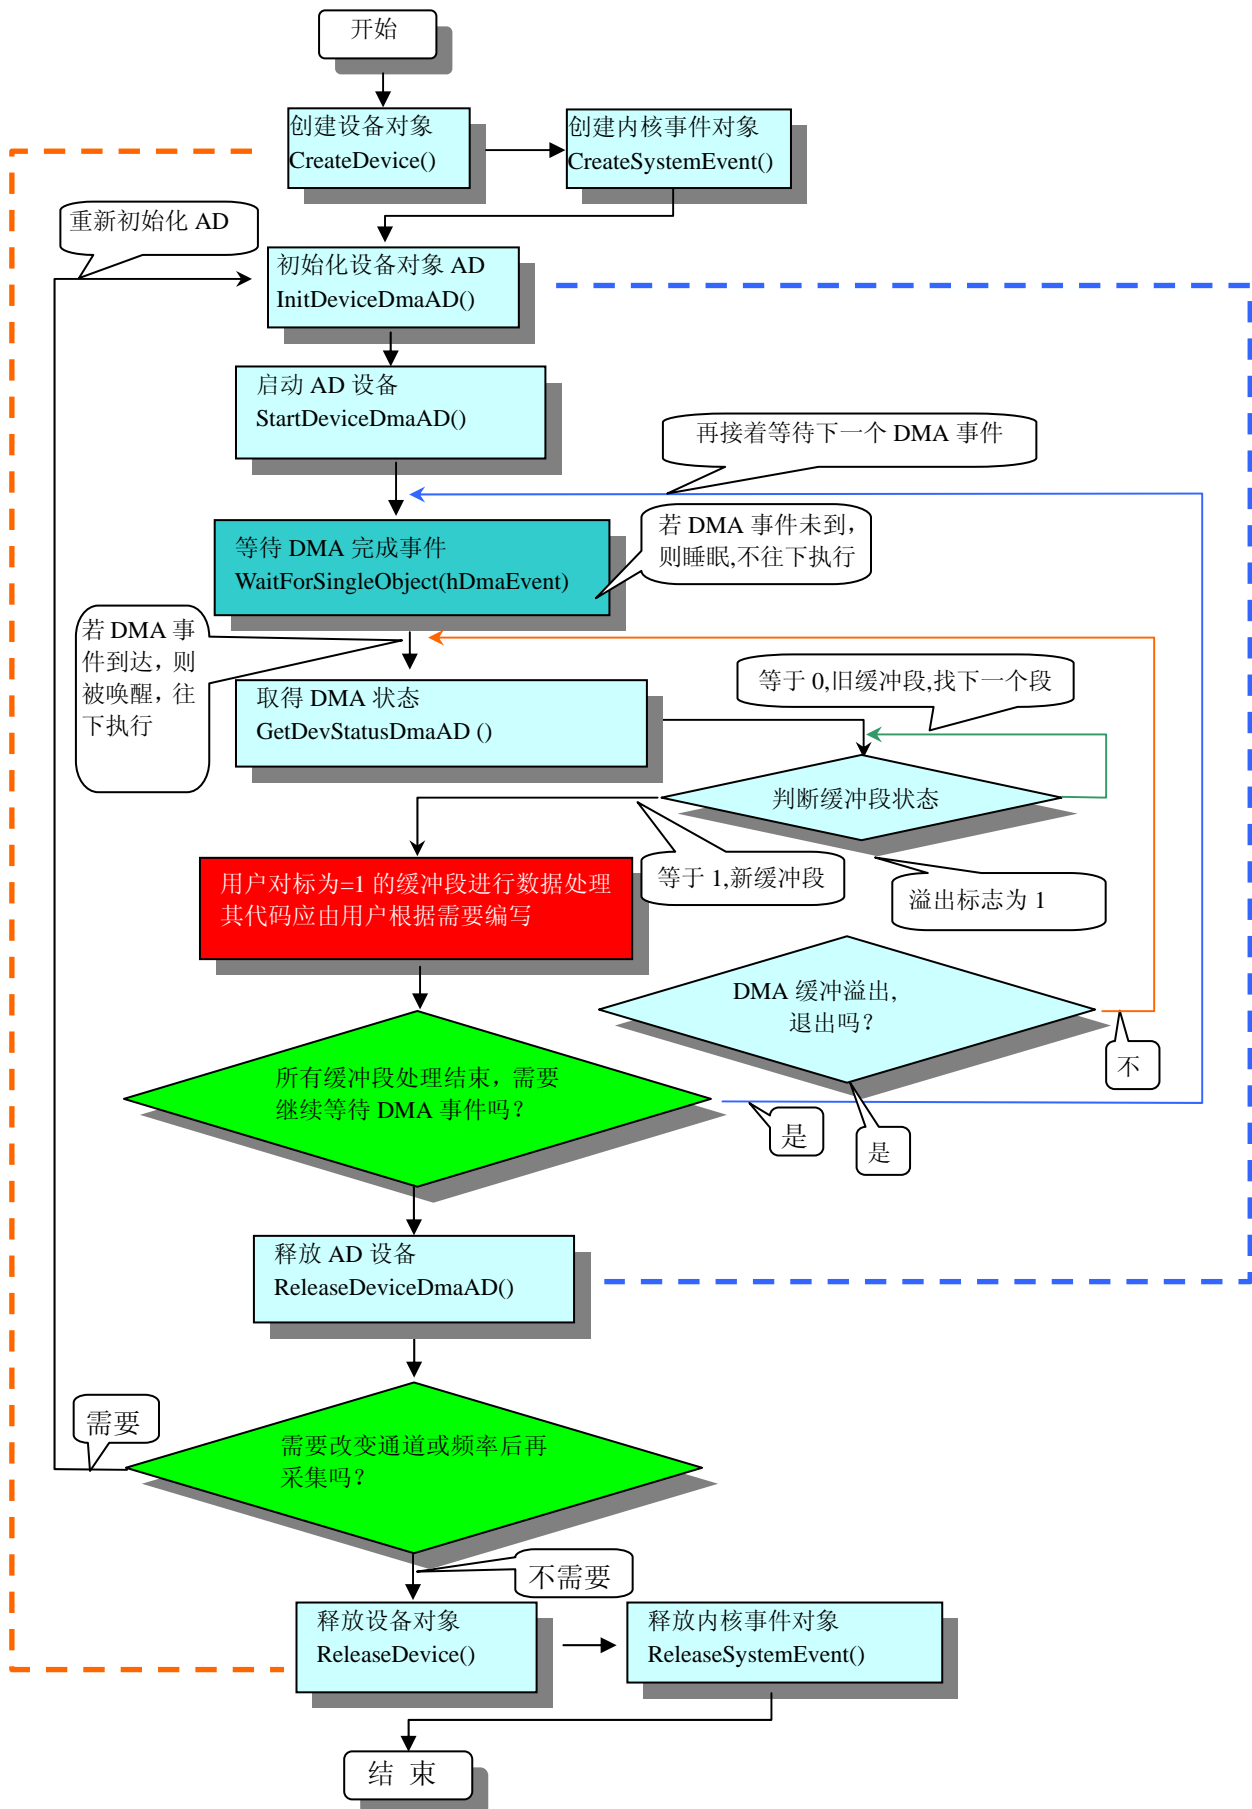 开始
创建设备对象
CreateDevice()
创建内核事件对象
CreateSystemEvent()
重新初始化 AD
初始化设备对象 AD
InitDeviceDmaAD()
启动 AD 设备
StartDeviceDmaAD()
再接着等待下一个 DMA 事件
等待 DMA 完成事件
WaitForSingleObject(hDmaEvent)
若 DMA 事件未到，
则睡眠,不往下执行
若 DMA 事
件到达，则
被唤醒，往
下执行
取得 DMA 状态
GetDevStatusDmaAD ()
等于 0,旧缓冲段,找下一个段
判断缓冲段状态
等于 1,新缓冲段
溢出标志为 1
用户对标为=1 的缓冲段进行数据处理
其代码应由用户根据需要编写
DMA 缓冲溢出,
退出吗？
不
所有缓冲段处理结束，需要
继续等待 DMA 事件吗？
是
是
释放 AD 设备
ReleaseDeviceDmaAD()
需要
需要改变通道或频率后再
采集吗？
不需要
释放设备对象
ReleaseDevice()
释放内核事件对象
ReleaseSystemEvent()
结 束